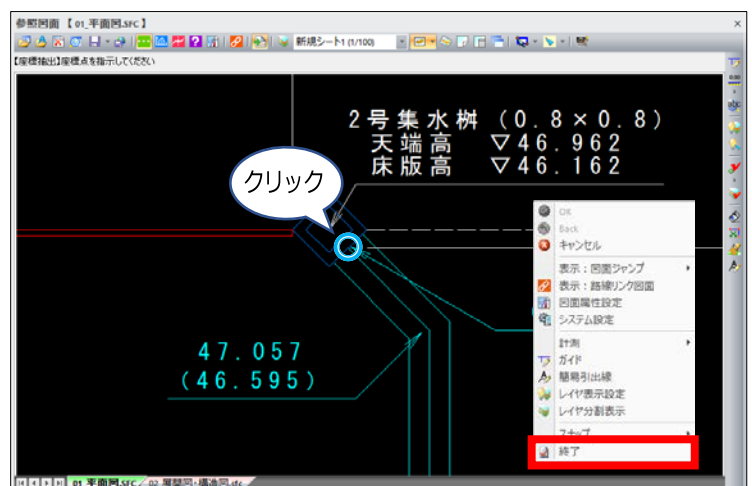 参照図面 【 01_平面図.SFC 】
新規シート1 (1/100)
【座標抽出】座標点を指示してください
2号集水桝 (0.8×0.8)
天端高 ▽46.962
床版高 ▽46.162
クリック
OK
Back
キャンセル
表示：図面ジャンプ
表示：路線リンク図面
図面属性設定
システム設定
計測
ガイド
簡易引出線
レイヤ表示設定
レイヤ分割表示
スナップ
終了
47.057
(46.595)
01_平面図.SFC
02_展開図・構造図.sfc